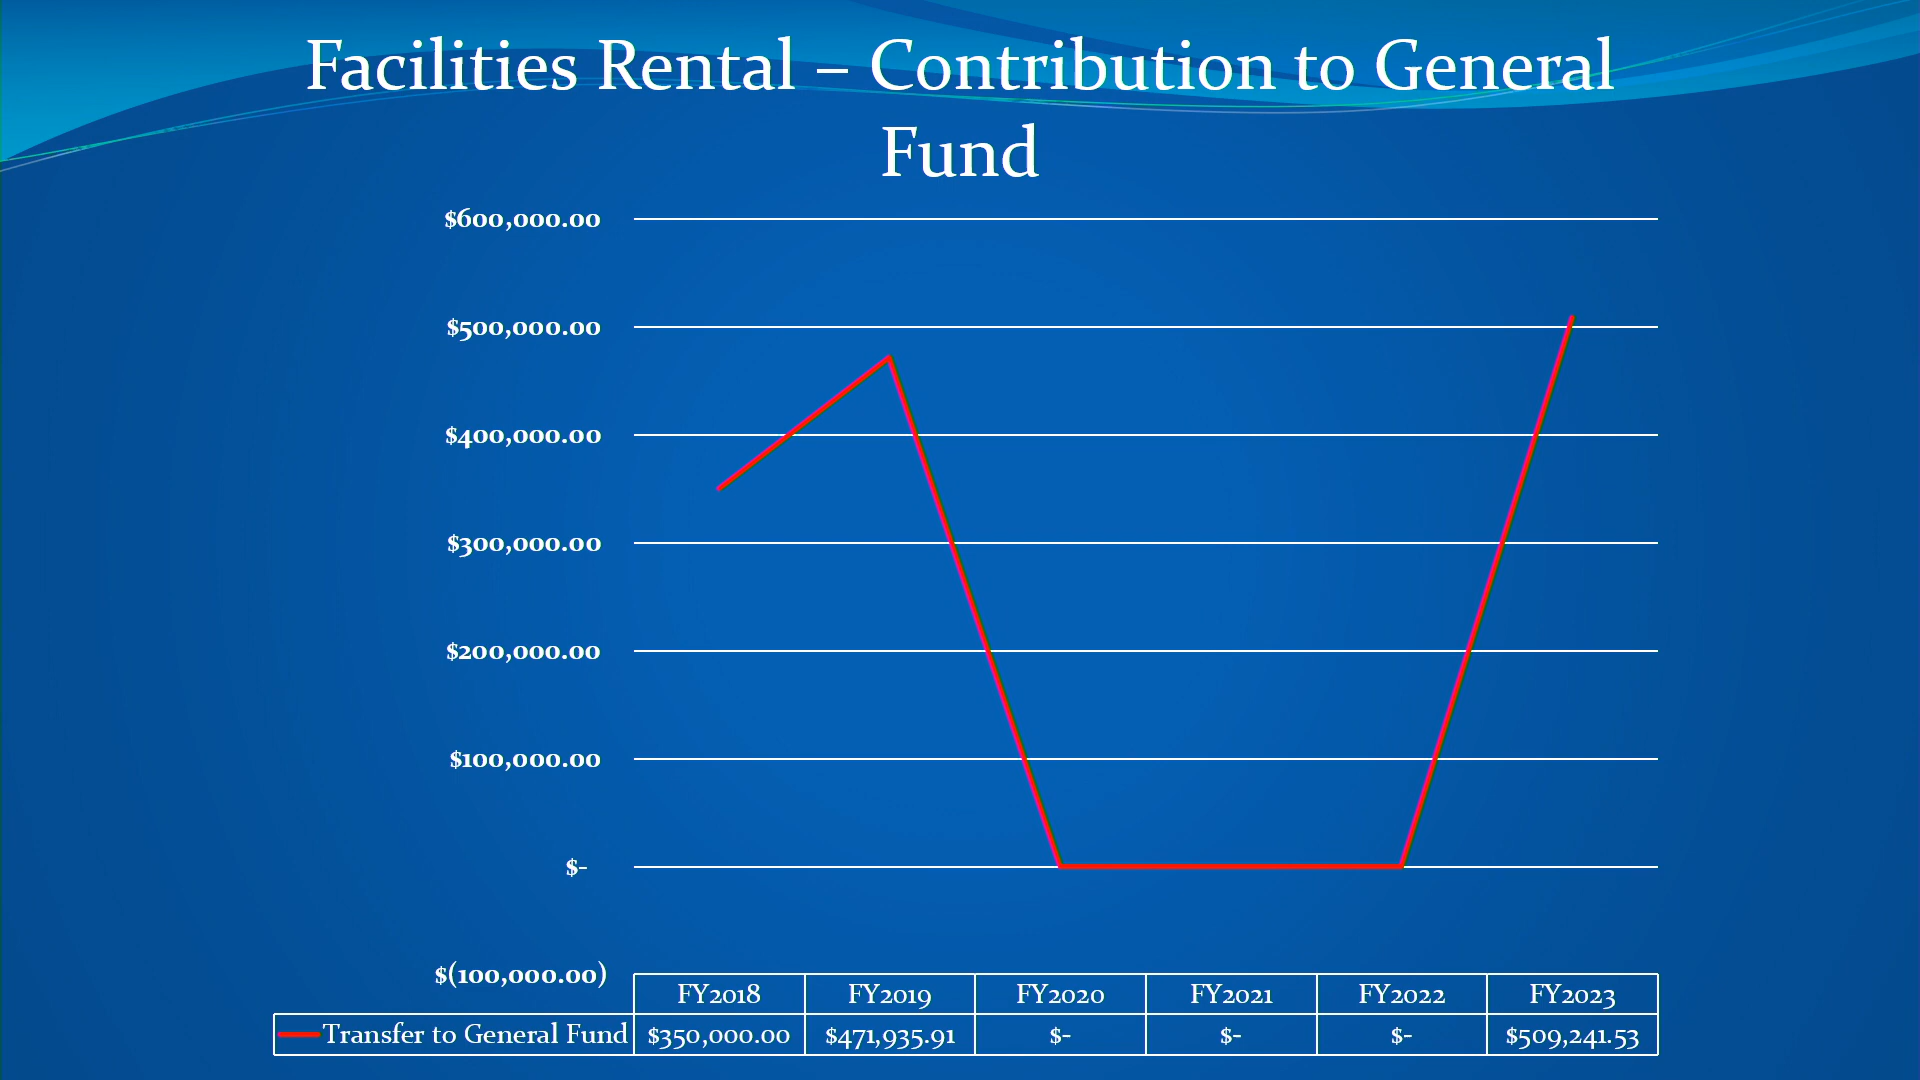 Facilities Rental – Contribution to General
Fund
$600,000.00
$500,000.00
$400,000.00
$300,000.00
$200,000.00
$100,000.00
$-
$(100,000.00)
FY2018 FY2019 FY2020 FY2021 FY2022 FY2023
Transfer to General Fund $350,000.00 $471,935.91 $- $- $- $509,241.53